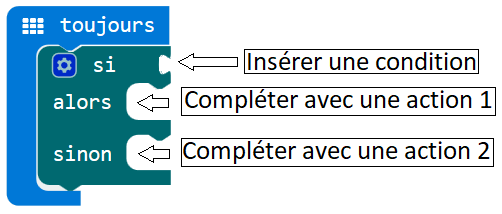 toujours
si
Insérer une condition
alors
Compléter avec une action 1
sinon
Compléter avec une action 2